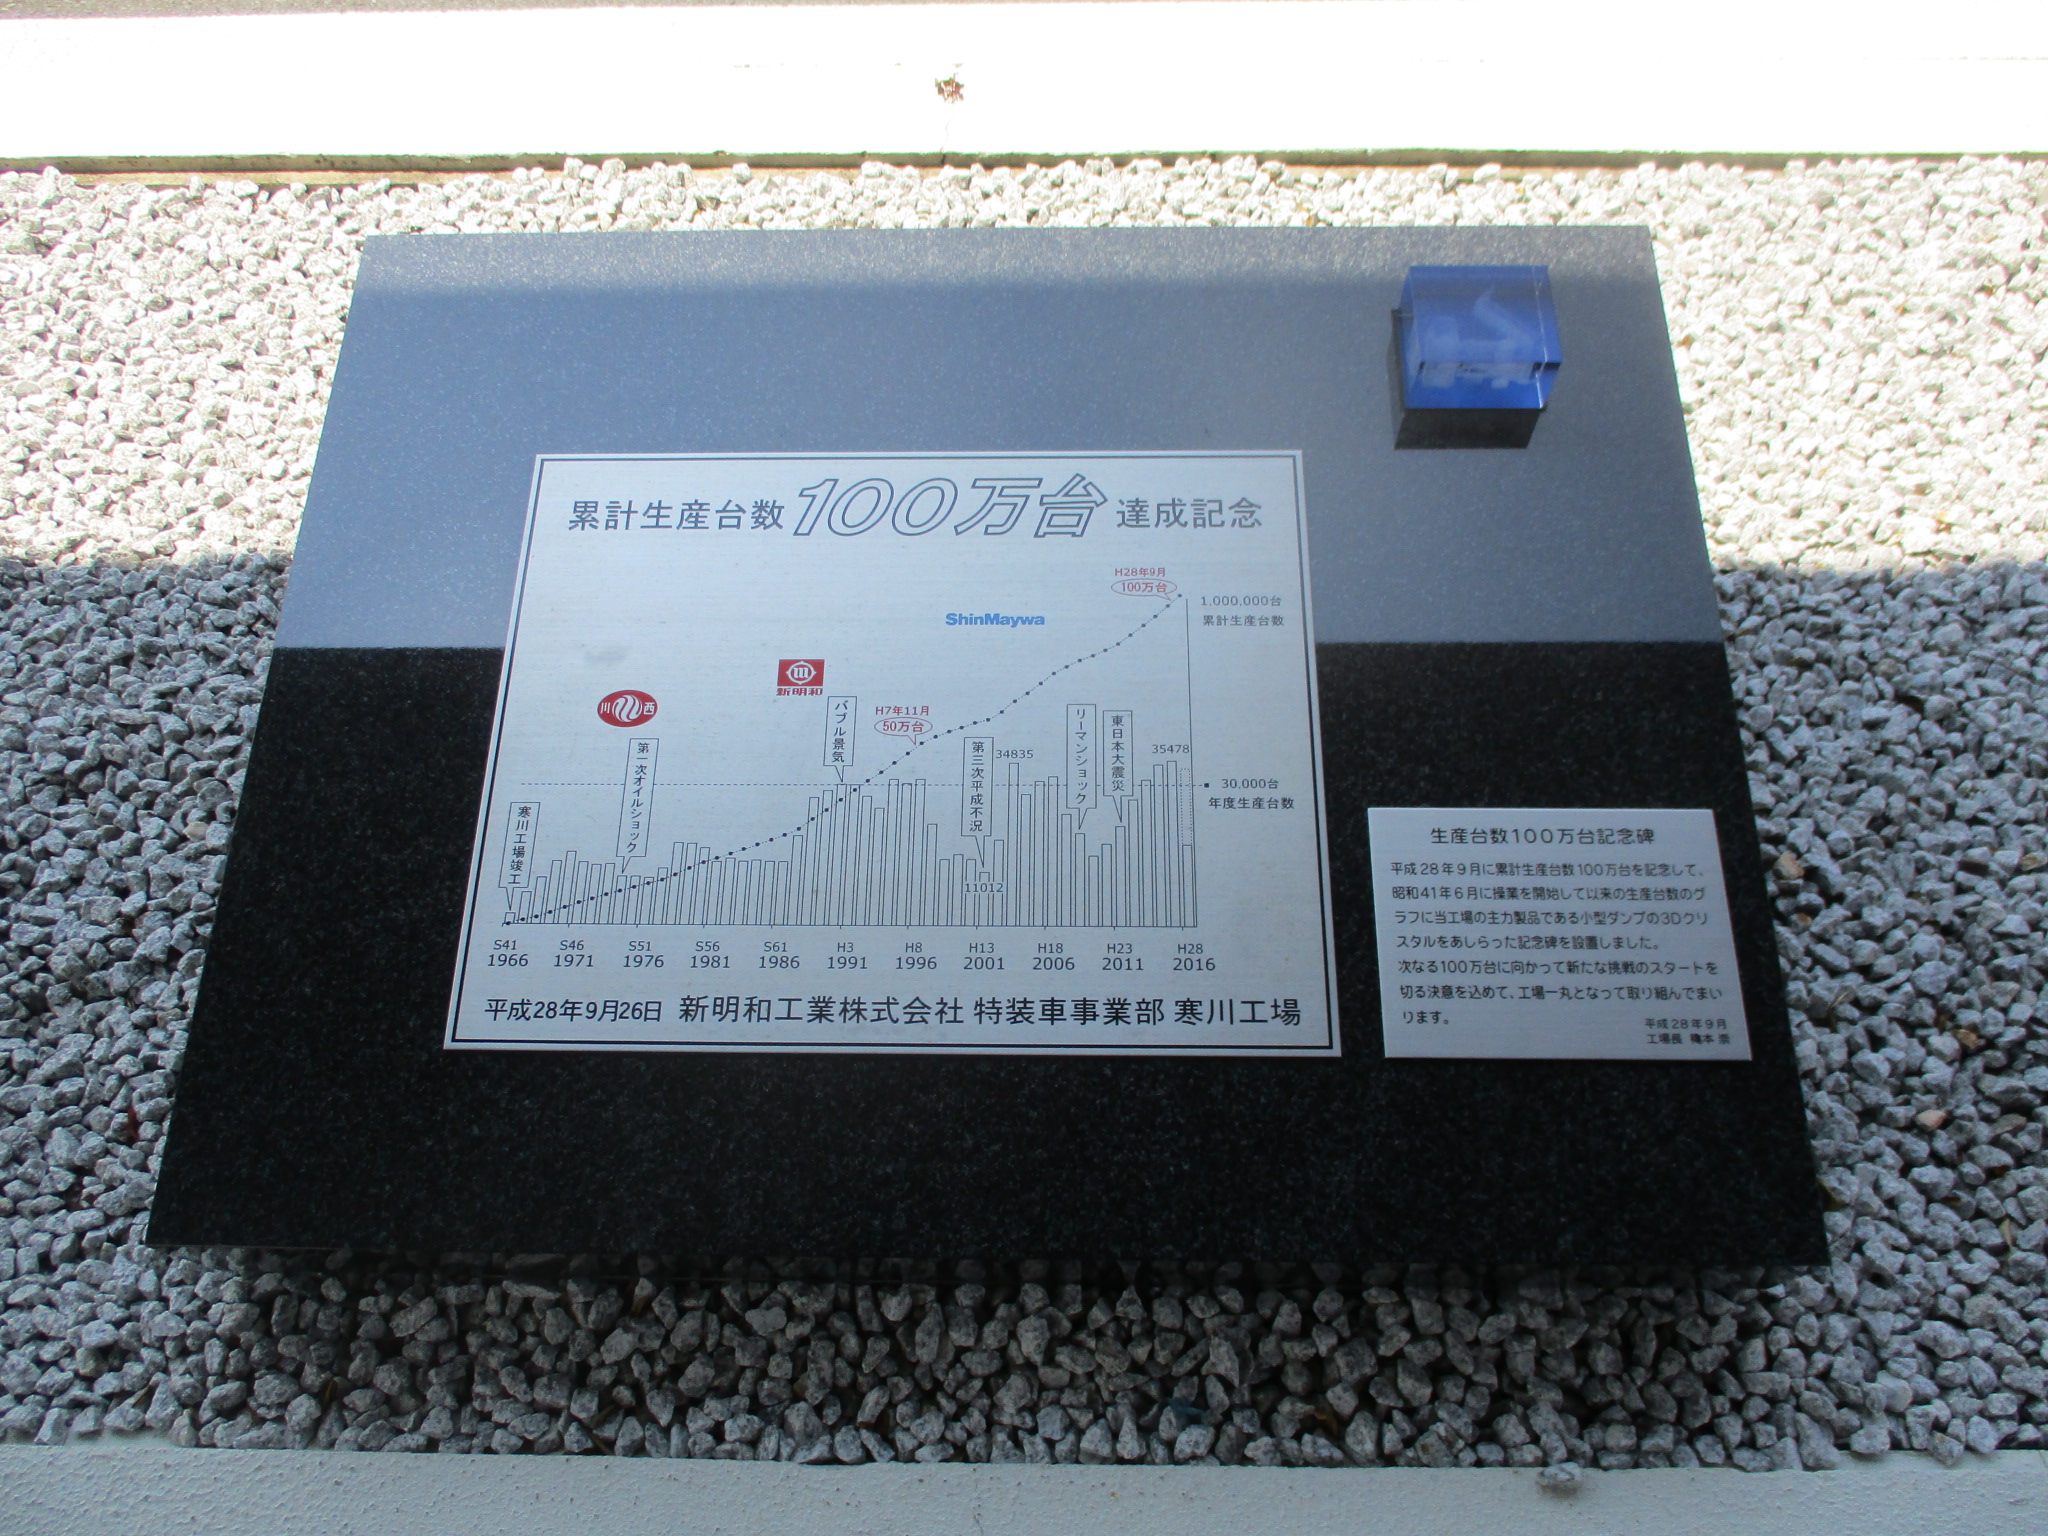 累計生産台数100万台達成記念
H28年9月
100万台
1,000,000台
累計生産台数
ShinMaywa
新明和
川西
H7年11月
50万台
バブル景気
第一次オイルショック
寒川工場竣工
第三次平成不況
34835
リーマンショック
東日本大震災
35478
30,000台
年度生産台数
11012
S41 S46 S51 S56 S61 H3 H8 H13 H18 H23 H28
1966 1971 1976 1981 1986 1991 1996 2001 2006 2011 2016
平成28年9月26日 新明和工業株式会社 特装車事業部 寒川工場
生産台数100万台記念碑
平成28年9月に累計生産台数100万台を記念して、
昭和41年6月に操業を開始して以来の生産台数のグ
ラフに当工場の主力製品である小型ダンプの3Dクリ
スタルをあしらった記念碑を設置しました。
次なる100万台に向かって新たな挑戦のスタートを
切る決意を込めて、工場一丸となって取り組んでまい
ります。
平成28年9月
工場長